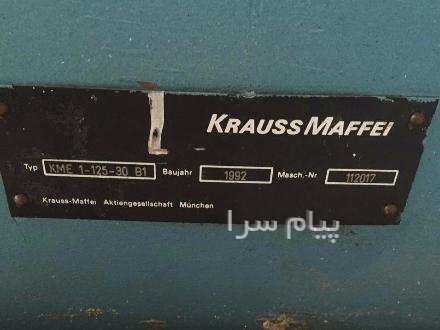 KRAUSS MAFFEI
Typ KME 1-125-30 B1 Baujahr 1992 Masch.-Nr. 112017
Krauss-Maffei Aktiengesellschaft München
پیام سرا